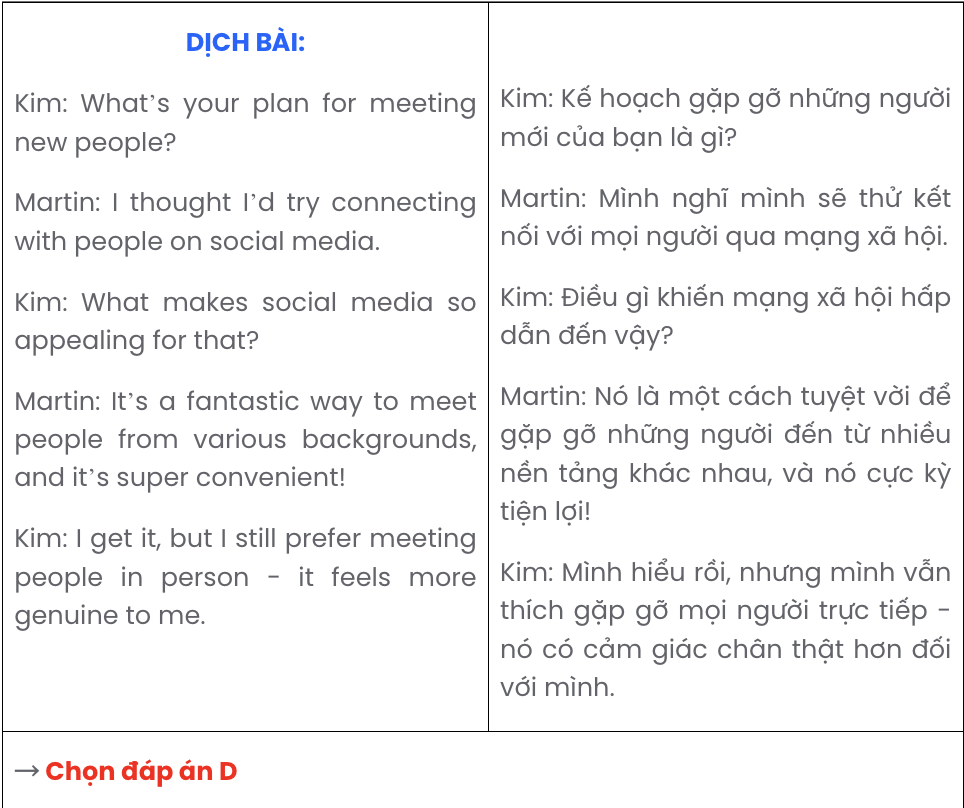 DỊCH BÀI:
Kim: What’s your plan for meeting
new people?
Martin: I thought I’d try connecting
with people on social media.
Kim: What makes social media so
appealing for that?
Martin: It’s a fantastic way to meet
people from various backgrounds,
and it’s super convenient!
Kim: I get it, but I still prefer meeting
people in person - it feels more
genuine to me.
Kim: Kế hoạch gặp gỡ những người
mới của bạn là gì?
Martin: Mình nghĩ mình sẽ thử kết
nối với mọi người qua mạng xã hội.
Kim: Điều gì khiến mạng xã hội hấp
dẫn đến vậy?
Martin: Nó là một cách tuyệt vời để
gặp gỡ những người đến từ nhiều
nền tảng khác nhau, và nó cực kỳ
tiện lợi!
Kim: Mình hiểu rồi, nhưng mình vẫn
thích gặp gỡ mọi người trực tiếp -
nó có cảm giác chân thật hơn đối
với mình.
→ Chọn đáp án D